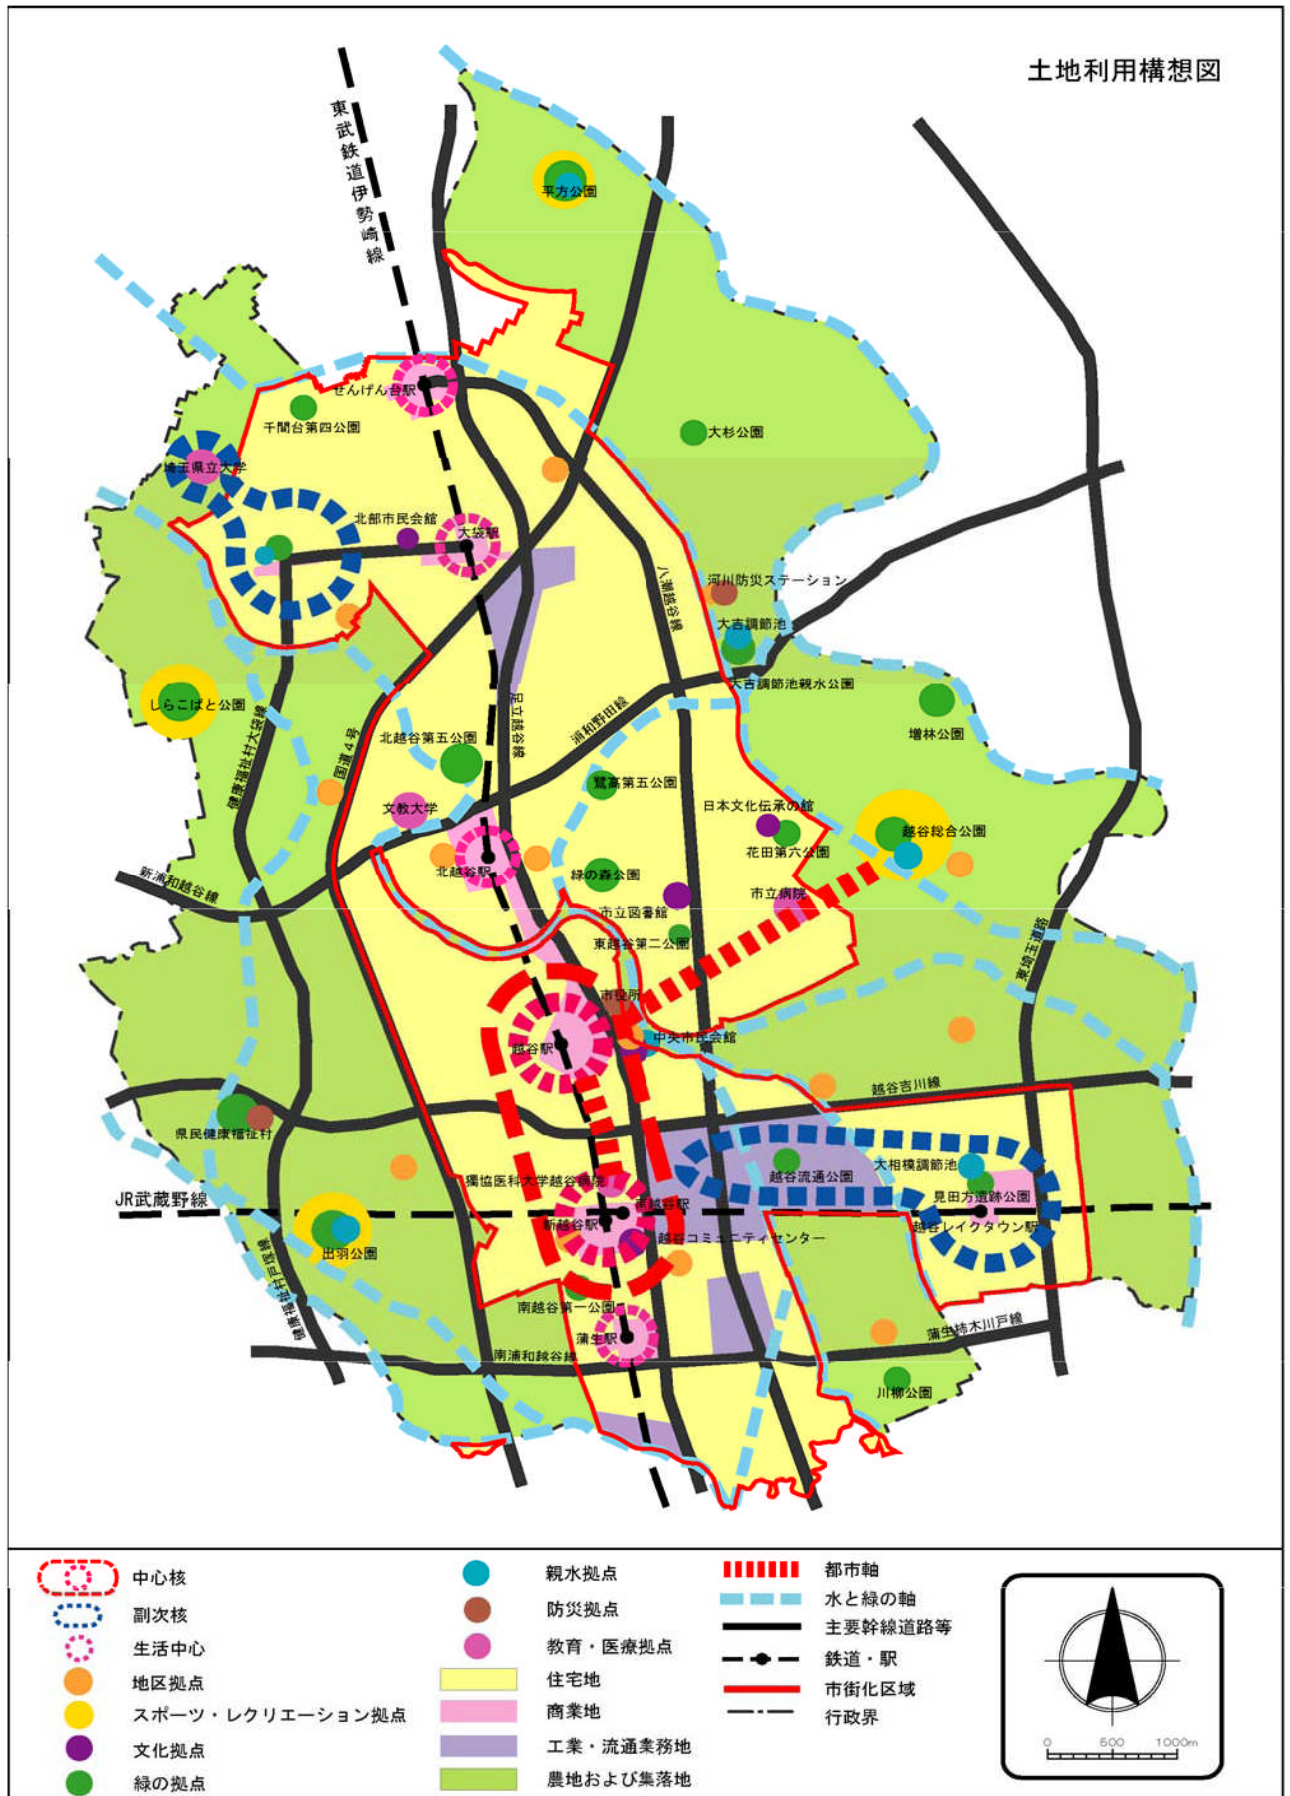 土地利用構想図
東武鉄道伊勢崎線
平方公園
せんげん台駅
千間台第四公園
大杉公園
埼玉県立大学
北部市民会館
大袋駅
八潮越谷線
河川防災ステーション
大吉調節池
大吉調節池親水公園
しらこばと公園
健康福祉村大袋線
国道4号
北越谷第五公園
足立越谷線
浦和野田線
増林公園
鷺高第五公園
文教大学
日本文化伝承の館
花田第六公園
越谷総合公園
北越谷駅
緑の森公園
新浦和越谷線
市立図書館
市立病院
東越谷第二公園
東埼玉道路
市役所
越谷駅
中央市民会館
越谷吉川線
県民健康福祉村
獨協医科大学越谷病院
越谷流通公園
大相模調節池
見田方遺跡公園
JR武蔵野線
南越谷駅
新越谷駅
越谷コミュニティセンター
越谷レイクタウン駅
出羽公園
健康福祉村戸塚線
南越谷第一公園
蒲生駅
蒲生柿木川戸線
南浦和越谷線
川柳公園
中心核
副次核
生活中心
地区拠点
スポーツ・レクリエーション拠点
文化拠点
緑の拠点
親水拠点
防災拠点
教育・医療拠点
住宅地
商業地
工業・流通業務地
農地および集落地
都市軸
水と緑の軸
主要幹線道路等
鉄道・駅
市街化区域
行政界
0 500 1000m